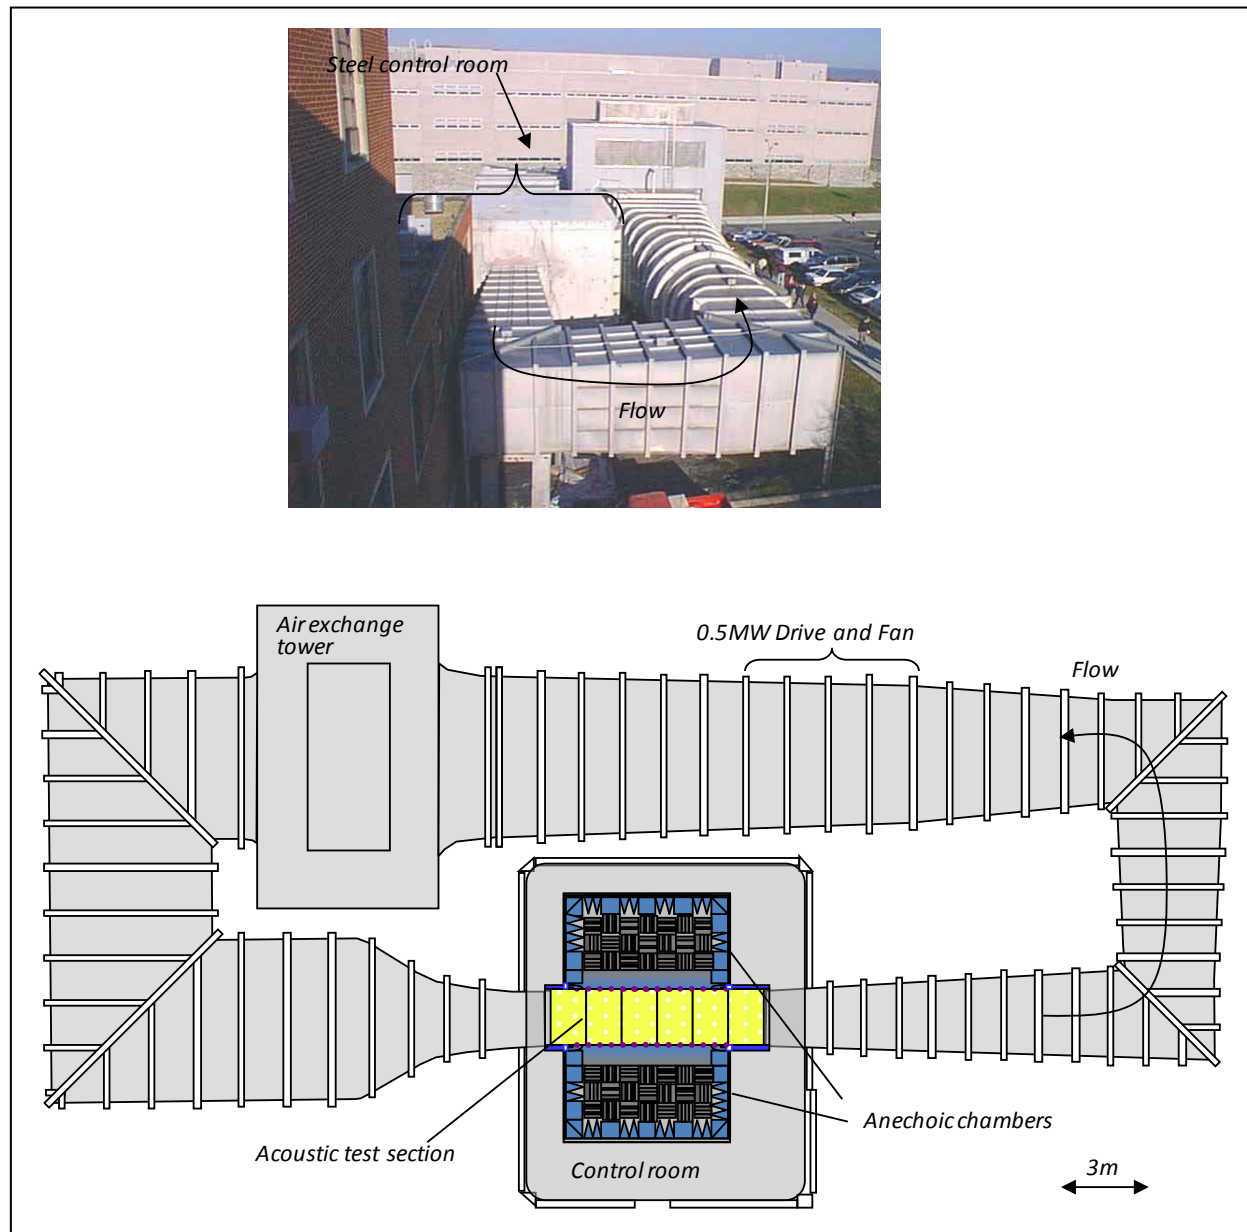 Steel control room
Flow
Air exchange
tower
0.5MW Drive and Fan
Flow
Anechoic chambers
Acoustic test section
Control room
3m